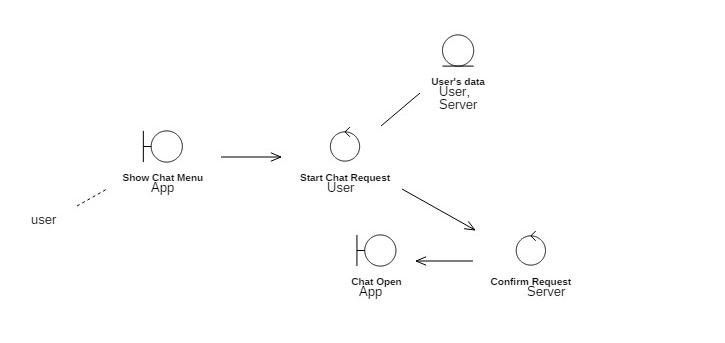 User's data
User,
Server
Show Chat Menu
App
Start Chat Request
User
user
Chat Open
App
Confirm Request
Server